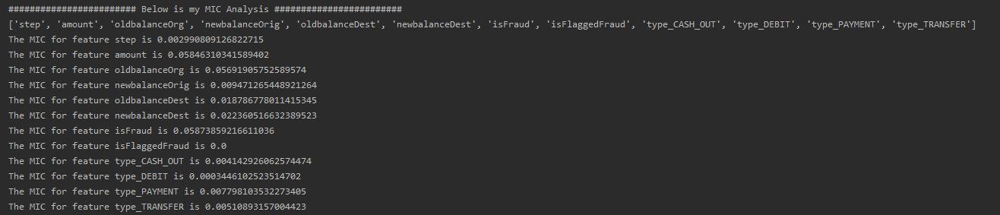 ######################## Below is my MIC Analysis ########################
['step', 'amount', 'oldbalanceOrg', 'newbalanceOrig', 'oldbalanceDest', 'newbalanceDest', 'isFraud', 'isFlaggedFraud', 'type_CASH_OUT', 'type_DEBIT', 'type_PAYMENT', 'type_TRANSFER']
The MIC for feature step is 0.002990809126822715
The MIC for feature amount is 0.05846310341589402
The MIC for feature oldbalanceOrg is 0.05691905752589574
The MIC for feature newbalanceOrig is 0.009471265448921264
The MIC for feature oldbalanceDest is 0.018786778011415345
The MIC for feature newbalanceDest is 0.022360516632389523
The MIC for feature isFraud is 0.05873859216611036
The MIC for feature isFlaggedFraud is 0.0
The MIC for feature type_CASH_OUT is 0.004142926062574474
The MIC for feature type_DEBIT is 0.0003446102523514702
The MIC for feature type_PAYMENT is 0.007798103532273405
The MIC for feature type_TRANSFER is 0.00510893157004423